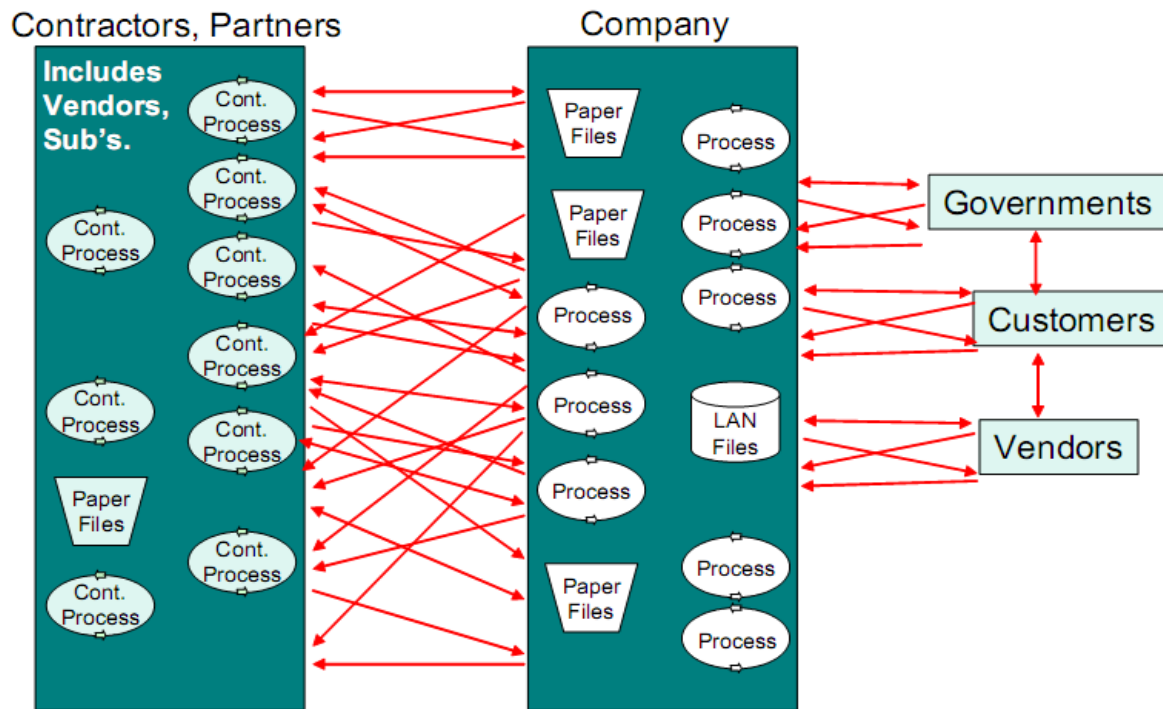 Contractors, Partners
Company
Includes
Vendors,
Sub's.
Cont.
Process
Cont.
Process
Cont.
Process
Cont.
Process
Cont.
Process
Cont.
Process
Cont.
Process
Paper
Files
Cont.
Process
Cont.
Process
Paper
Files
Process
Paper
Files
Process
Process
Process
Process
LAN
Files
Process
Paper
Files
Process
Process
Governments
Customers
Vendors